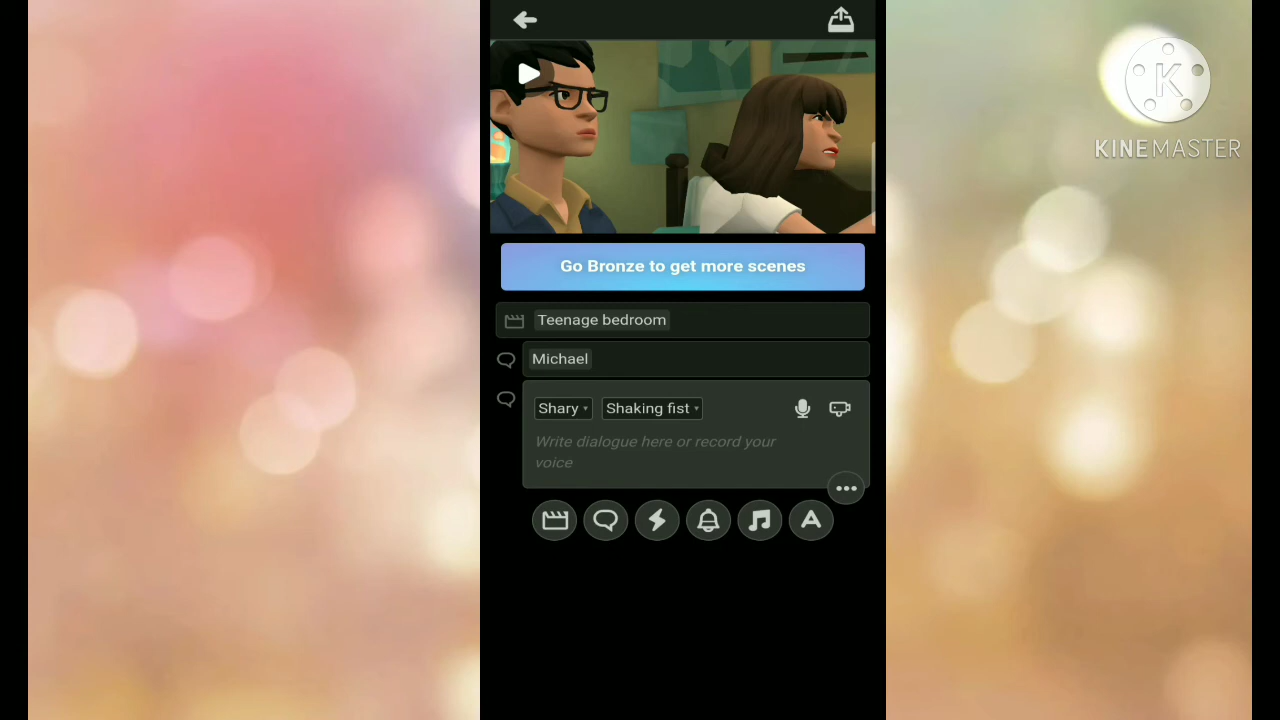 K
KINEMASTER
Go Bronze to get more scenes
Teenage bedroom
Michael
Shary
Shaking fist
Write dialogue here or record your
voice